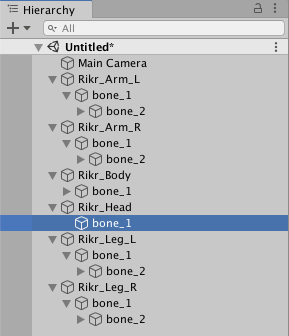 Hierarchy
All
Untitled*
Main Camera
Rikr_Arm_L
bone_1
bone_2
Rikr_Arm_R
bone_1
bone_2
Rikr_Body
bone_1
Rikr_Head
bone_1
Rikr_Leg_L
bone_1
bone_2
Rikr_Leg_R
bone_1
bone_2